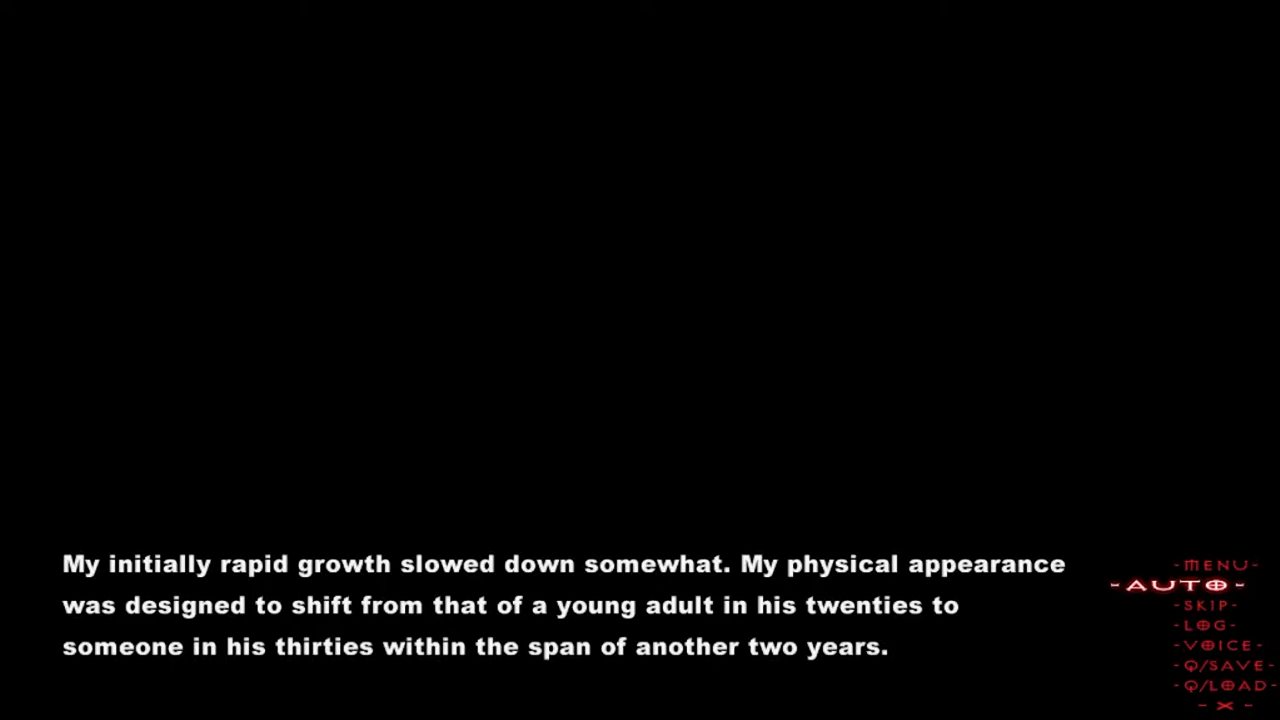 My initially rapid growth slowed down somewhat. My physical appearance
was designed to shift from that of a young adult in his twenties to
someone in his thirties within the span of another two years.
-MENU-
-AUTO-
-SKIP-
-LOG-
-VOICE-
-Q/SAVE-
-Q/LOAD-
-X-